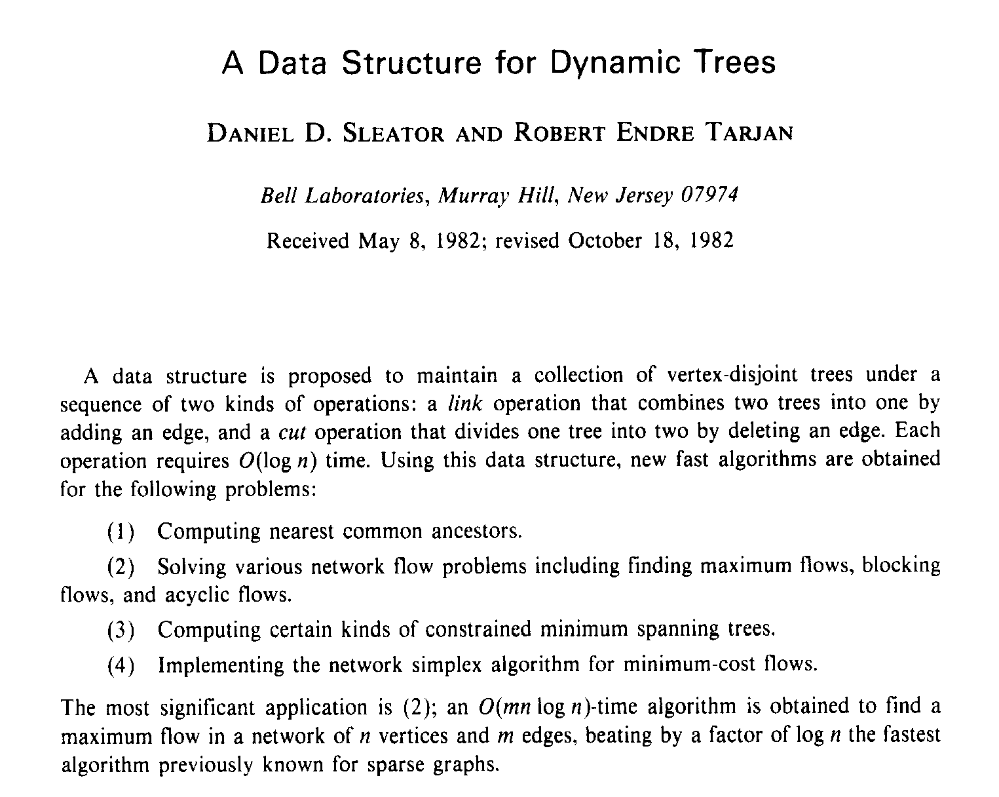 A Data Structure for Dynamic Trees
DANIEL D. SLEATOR AND ROBERT ENDRE TARJAN
Bell Laboratories, Murray Hill, New Jersey 07974
Received May 8, 1982; revised October 18, 1982
A data structure is proposed to maintain a collection of vertex-disjoint trees under a
sequence of two kinds of operations: a link operation that combines two trees into one by
adding an edge, and a cut operation that divides one tree into two by deleting an edge. Each
operation requires O(log n) time. Using this data structure, new fast algorithms are obtained
for the following problems:
(1) Computing nearest common ancestors.
(2) Solving various network flow problems including finding maximum flows, blocking
flows, and acyclic flows.
(3) Computing certain kinds of constrained minimum spanning trees.
(4) Implementing the network simplex algorithm for minimum-cost flows.
The most significant application is (2); an O(mn log n)-time algorithm is obtained to find a
maximum flow in a network of n vertices and m edges, beating by a factor of log n the fastest
algorithm previously known for sparse graphs.